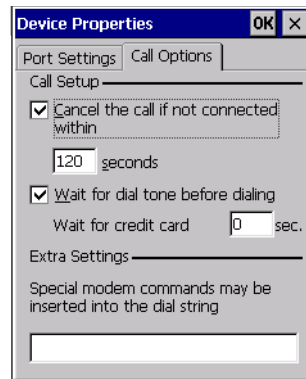 Device Properties OK ×
Port Settings Call Options
Call Setup
Cancel the call if not connected
within
120 seconds
Wait for dial tone before dialing
Wait for credit card 0 sec.
Extra Settings
Special modem commands may be
inserted into the dial string